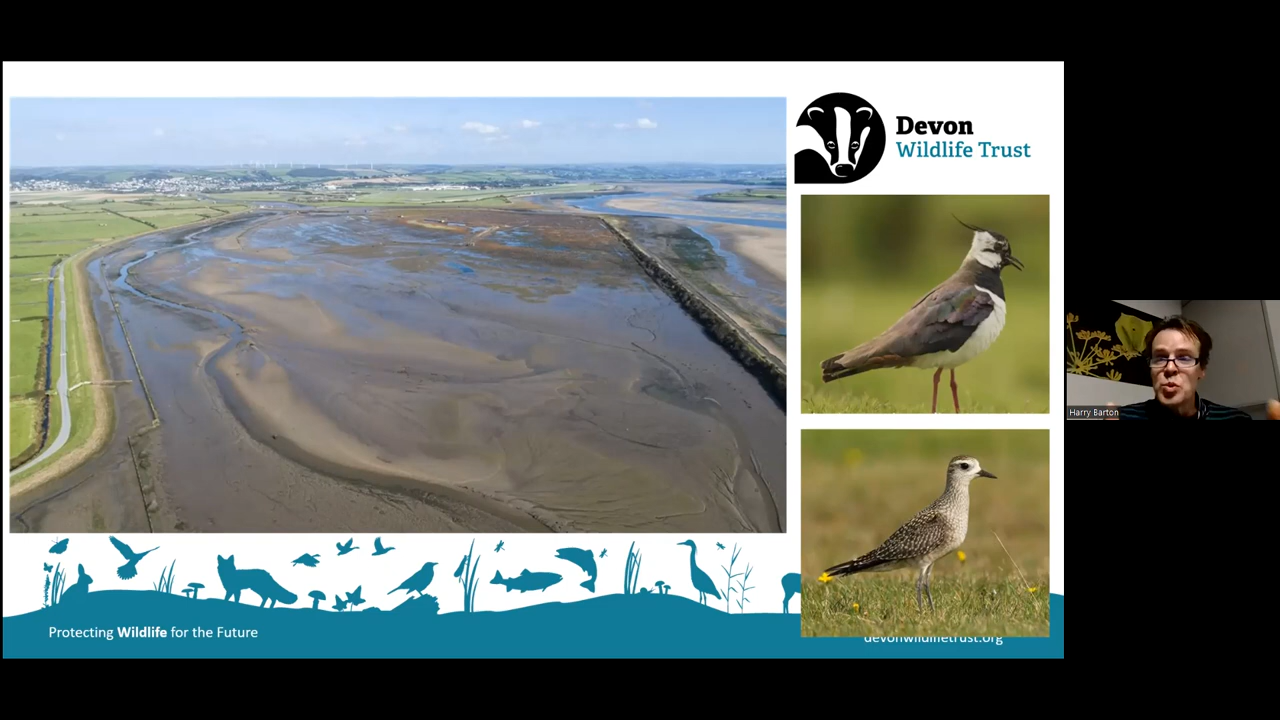 Devon
Wildlife Trust
Harry Barton
Protecting Wildlife for the Future
devonwildlifetrust.org